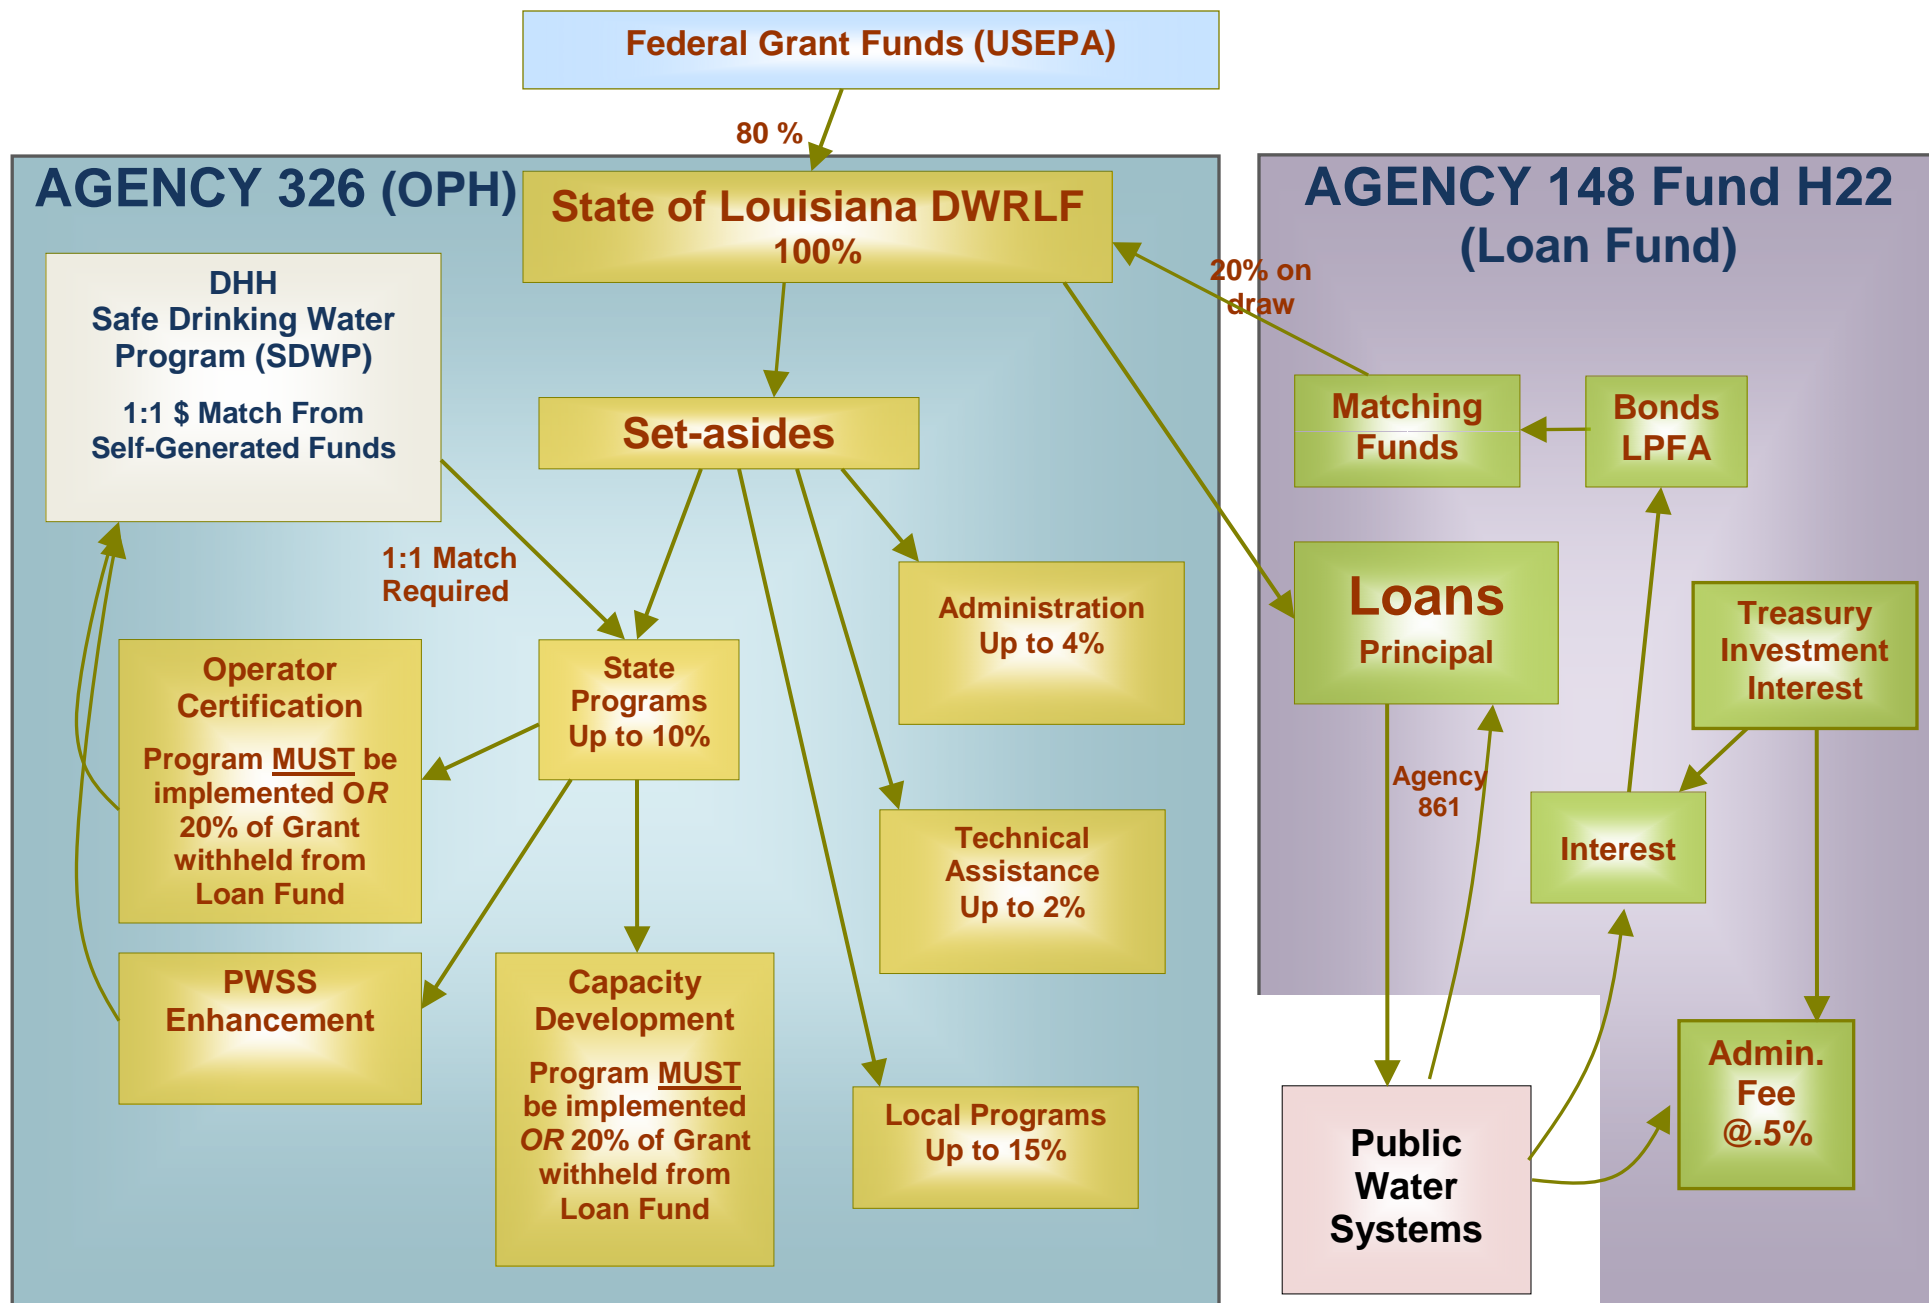 Federal Grant Funds (USEPA)
80 %
AGENCY 326 (OPH)
State of Louisiana DWRLF
100%
DHH
Safe Drinking Water
Program (SDWP)
1:1 $ Match From
Self-Generated Funds
Set-asides
1:1 Match
Required
Administration
Up to 4%
State
Programs
Up to 10%
Operator
Certification
Program MUST be
implemented OR
20% of Grant
withheld from
Loan Fund
Technical
Assistance
Up to 2%
PWSS
Enhancement
Capacity
Development
Program MUST
be implemented
OR 20% of Grant
withheld from
Loan Fund
Local Programs
Up to 15%
AGENCY 148 Fund H22
(Loan Fund)
20% on
draw
Matching
Funds
Bonds
LPFA
Loans
Principal
Treasury
Investment
Interest
Agency
861
Interest
Admin.
Fee
@.5%
Public
Water
Systems